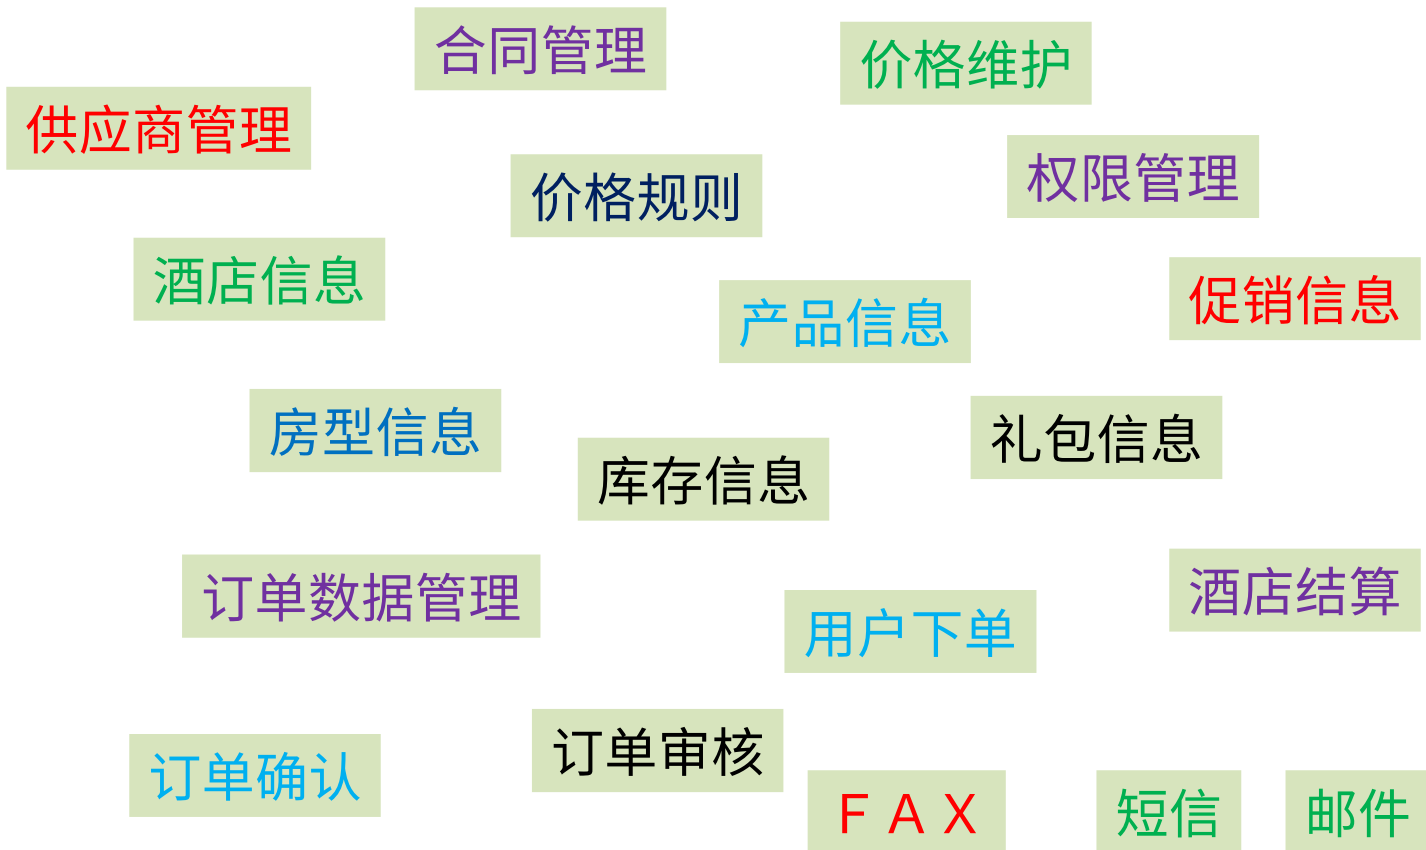 合同管理
价格维护
供应商管理
权限管理
价格规则
酒店信息
促销信息
产品信息
房型信息
礼包信息
库存信息
订单数据管理
酒店结算
用户下单
订单审核
订单确认
FAX
短信
邮件